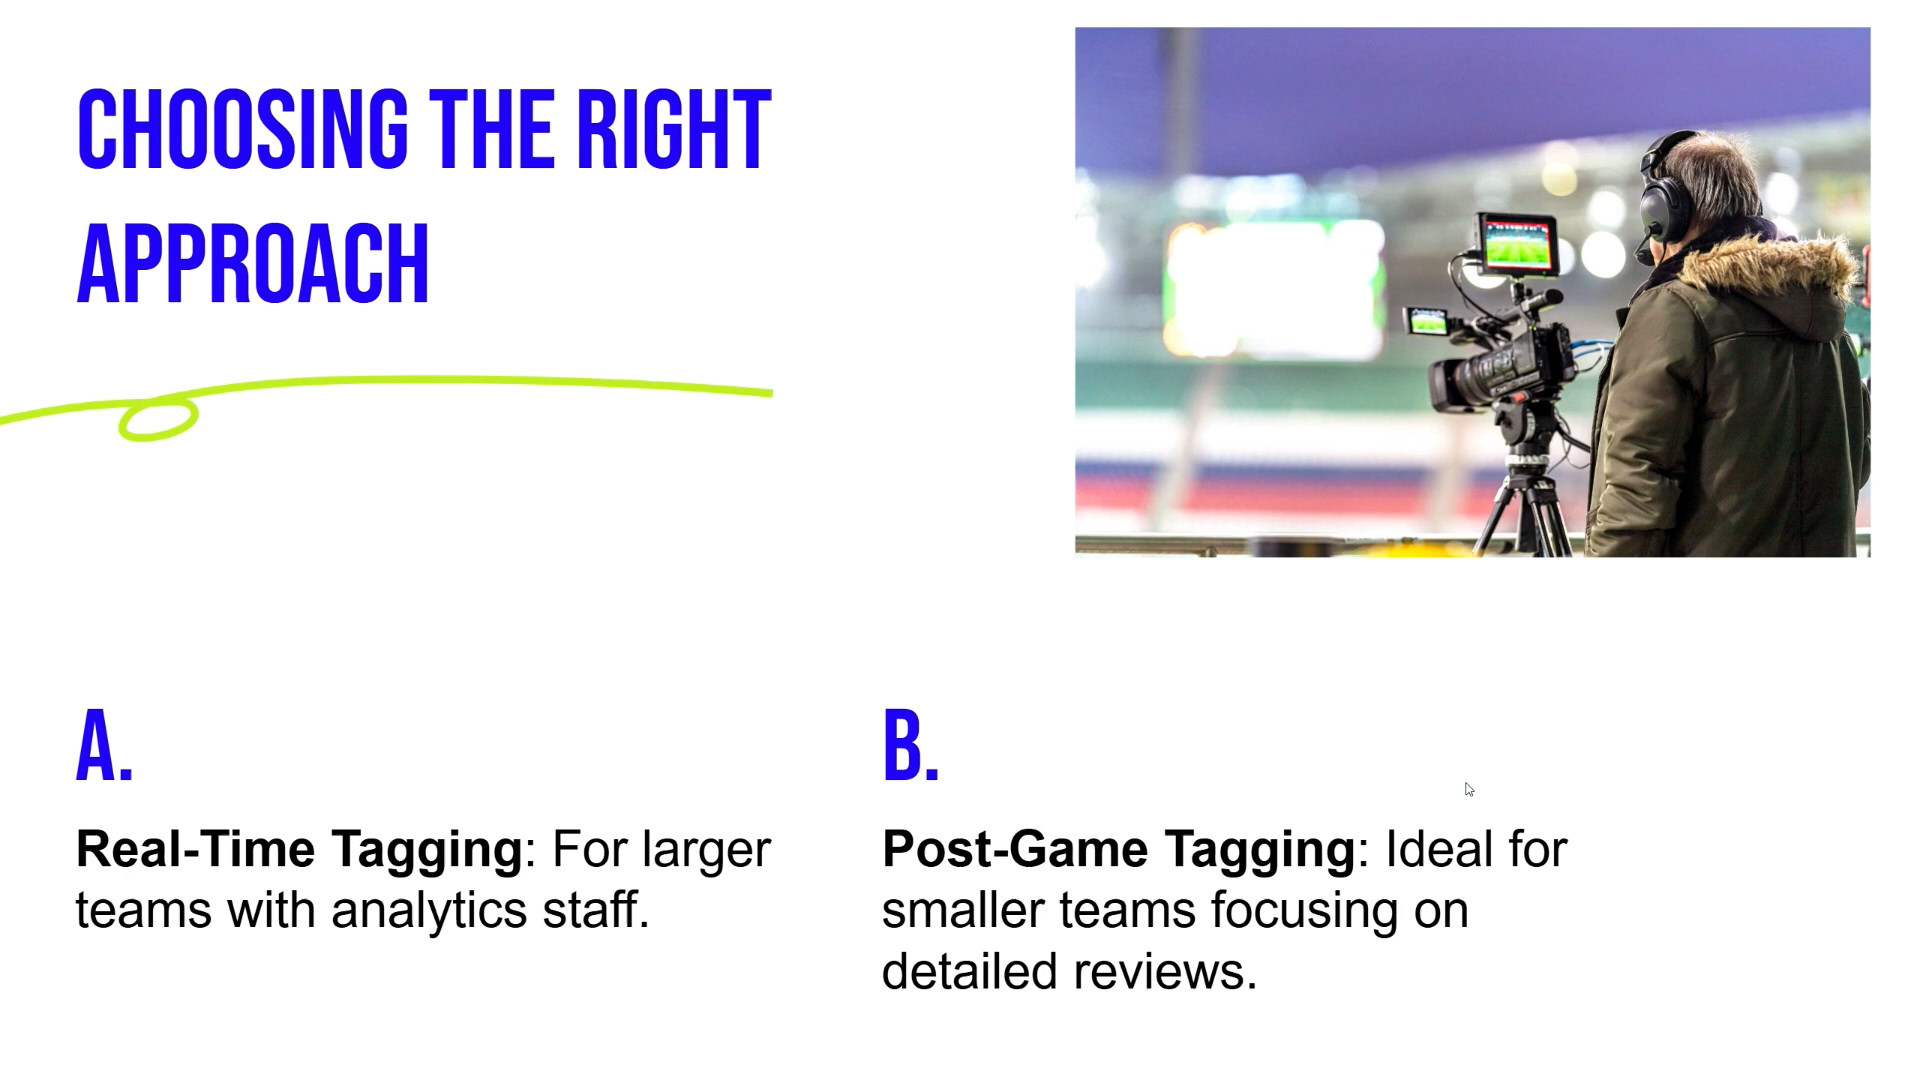 CHOOSING THE RIGHT
APPROACH
A.
Real-Time Tagging: For larger
teams with analytics staff.
B.
Post-Game Tagging: Ideal for
smaller teams focusing on
detailed reviews.